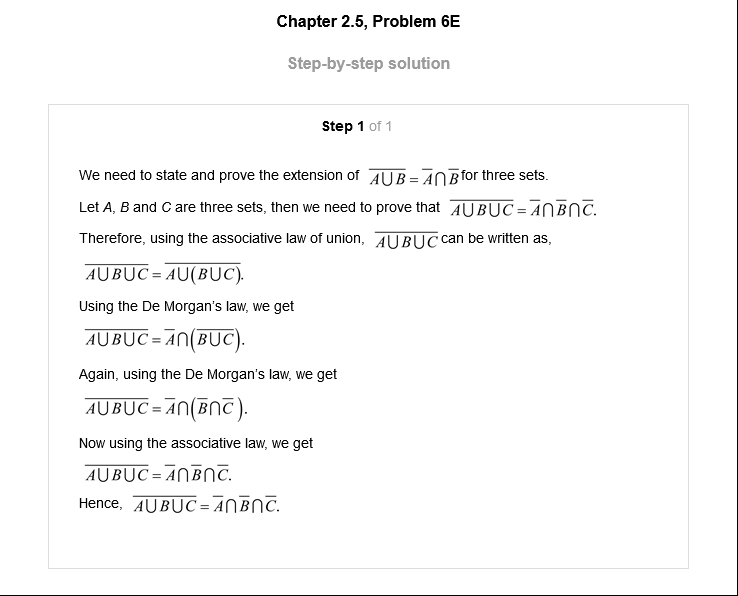 Chapter 2.5, Problem 6E
Step-by-step solution
Step 1 of 1
We need to state and prove the extension of $\overline{A \cup B} = \overline{A} \cap \overline{B}$ for three sets.
Let A, B and C are three sets, then we need to prove that $\overline{A \cup B \cup C} = \overline{A} \cap \overline{B} \cap \overline{C}$.
Therefore, using the associative law of union, $\overline{A \cup B \cup C}$ can be written as,
$\overline{A \cup B \cup C} = \overline{A \cup (B \cup C)}$.
Using the De Morgan's law, we get
$\overline{A \cup B \cup C} = \overline{A} \cap (\overline{B \cup C})$.
Again, using the De Morgan's law, we get
$\overline{A \cup B \cup C} = \overline{A} \cap (\overline{B} \cap \overline{C})$.
Now using the associative law, we get
$\overline{A \cup B \cup C} = \overline{A} \cap \overline{B} \cap \overline{C}$.
Hence, $\overline{A \cup B \cup C} = \overline{A} \cap \overline{B} \cap \overline{C}$.